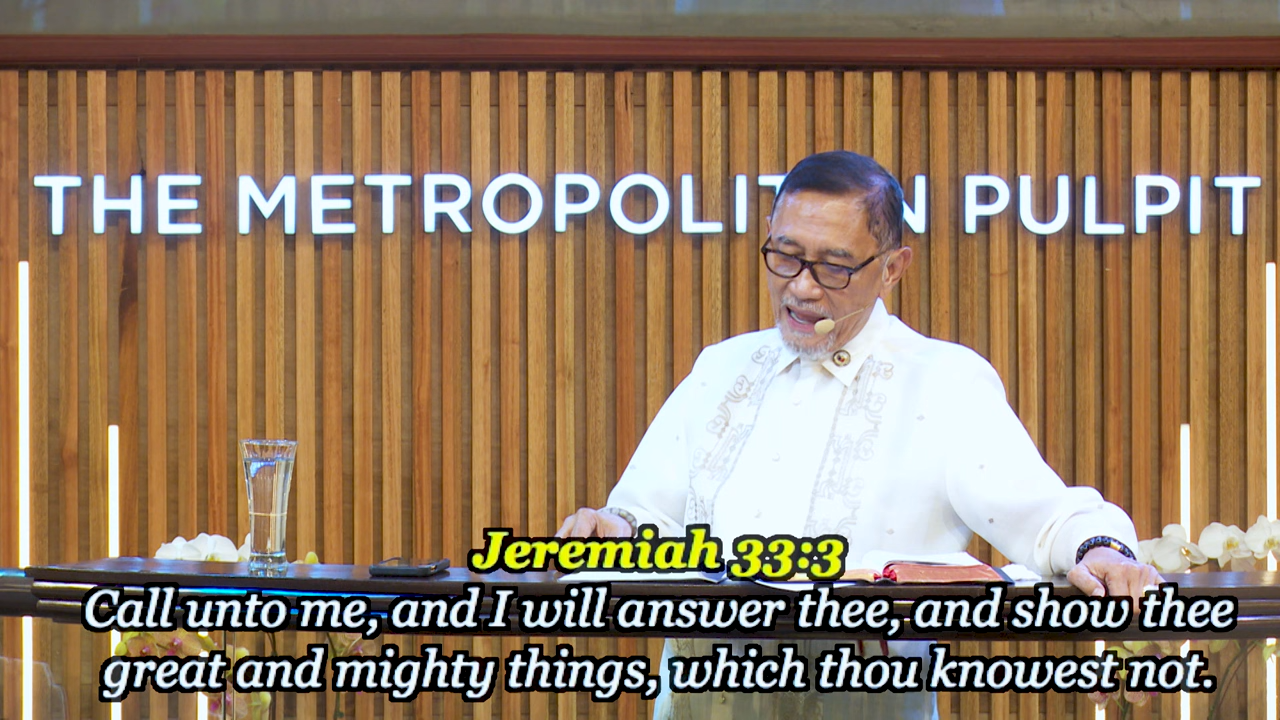 THE METROPOLIT N PULPIT
Jeremiah 33:3
Call unto me, and I will answer thee, and show thee
great and mighty things, which thou knowest not.